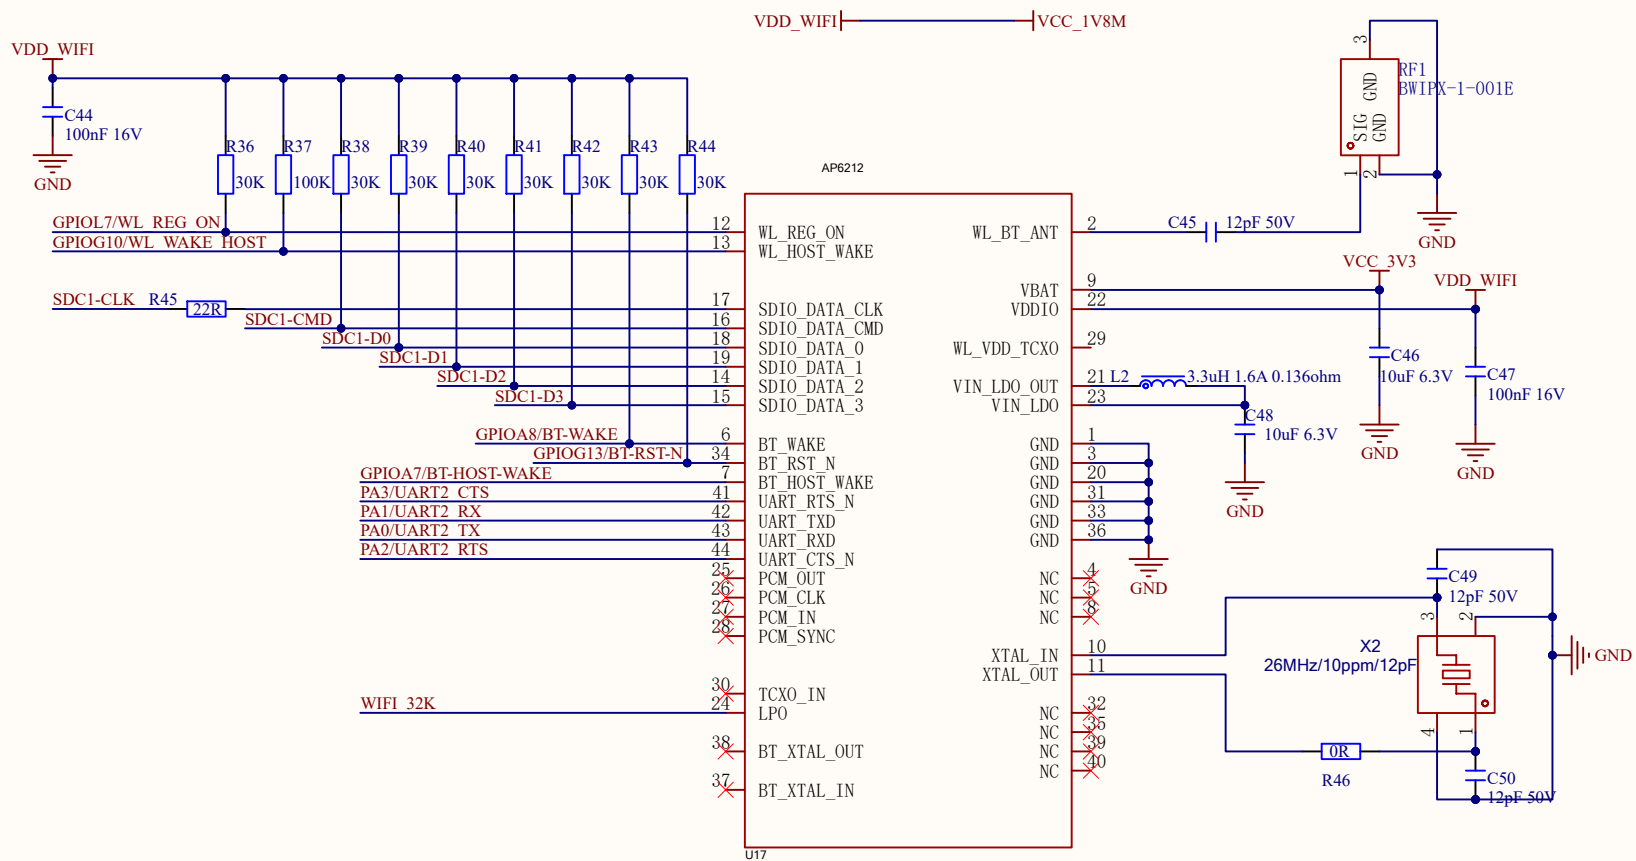 VDD_WIFI
VCC_1V8M
VDD_WIFI
C44
100nF 16V
GND
R36
30K
R37
100K
R38
30K
R39
30K
R40
30K
R41
30K
R42
30K
R43
30K
R44
30K
AP6212
3
RF1
BWIPX-1-001E
GND
SIG
GND
1
2
GND
GPIOL7/WL_REG_ON
12
WL_REG_ON
GPIOG10/WL_WAKE_HOST
13
WL_HOST_WAKE
SDC1-CLK
R45
22R
17
SDIO_DATA_CLK
SDC1-CMD
16
SDIO_DATA_CMD
SDC1-D0
18
SDIO_DATA_0
SDC1-D1
19
SDIO_DATA_1
SDC1-D2
14
SDIO_DATA_2
SDC1-D3
15
SDIO_DATA_3
GPIOA8/BT-WAKE
6
BT_WAKE
GPIOG13/BT-RST-N
34
BT_RST_N
GPIOA7/BT-HOST-WAKE
7
BT_HOST_WAKE
PA3/UART2_CTS
41
UART_RTS_N
PA1/UART2_RX
42
UART_TXD
PA0/UART2_TX
43
UART_RXD
PA2/UART2_RTS
44
UART_CTS_N
25
PCM_OUT
26
PCM_CLK
27
PCM_IN
28
PCM_SYNC
30
TCXO_IN
WIFI_32K
24
LPO
38
BT_XTAL_OUT
37
BT_XTAL_IN
U17
WL_BT_ANT
2
C45
12pF 50V
VCC_3V3
VDD_WIFI
VBAT
9
VDDIO
22
WL_VDD_TCXO
29
C46
10uF 6.3V
GND
C47
100nF 16V
GND
VIN_LDO_OUT
21
L2
3.3uH 1.6A 0.136ohm
VIN_LDO
23
C48
10uF 6.3V
GND
GND
1
GND
3
GND
20
GND
31
GND
33
GND
36
GND
NC
4
NC
5
NC
8
XTAL_IN
10
XTAL_OUT
11
NC
32
NC
35
NC
39
NC
40
C49
12pF 50V
3
2
X2
26MHz/10ppm/12pF
GND
4
1
0R
R46
C50
12pF 50V